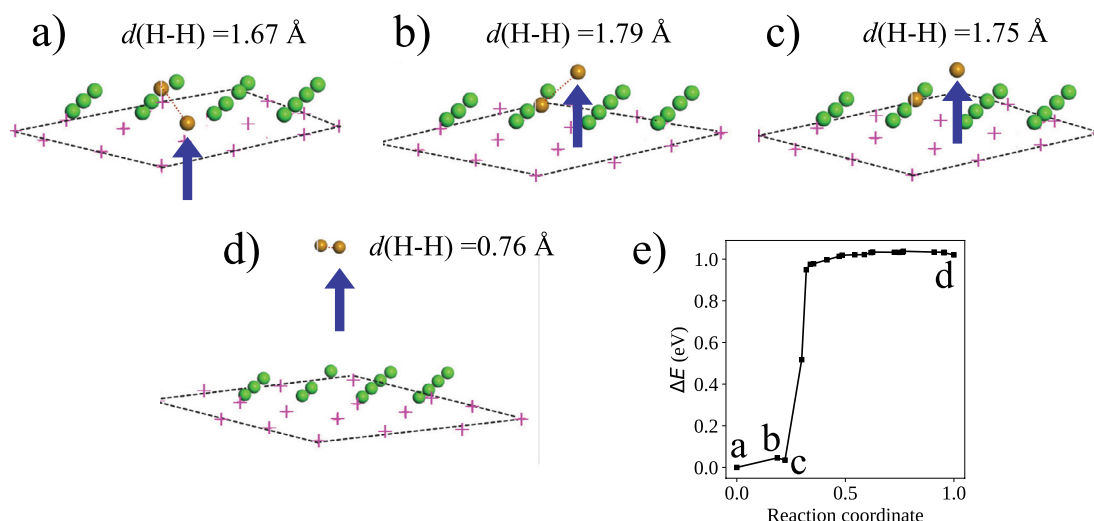 a) d(H-H) =1.67 Å
b) d(H-H) =1.79 Å
c) d(H-H) =1.75 Å
d) d(H-H) =0.76 Å
e)
1.0
0.8
0.6
0.4
0.2
0.0
ΔE (eV)
a
b
c
d
0.0 0.5 1.0
Reaction coordinate